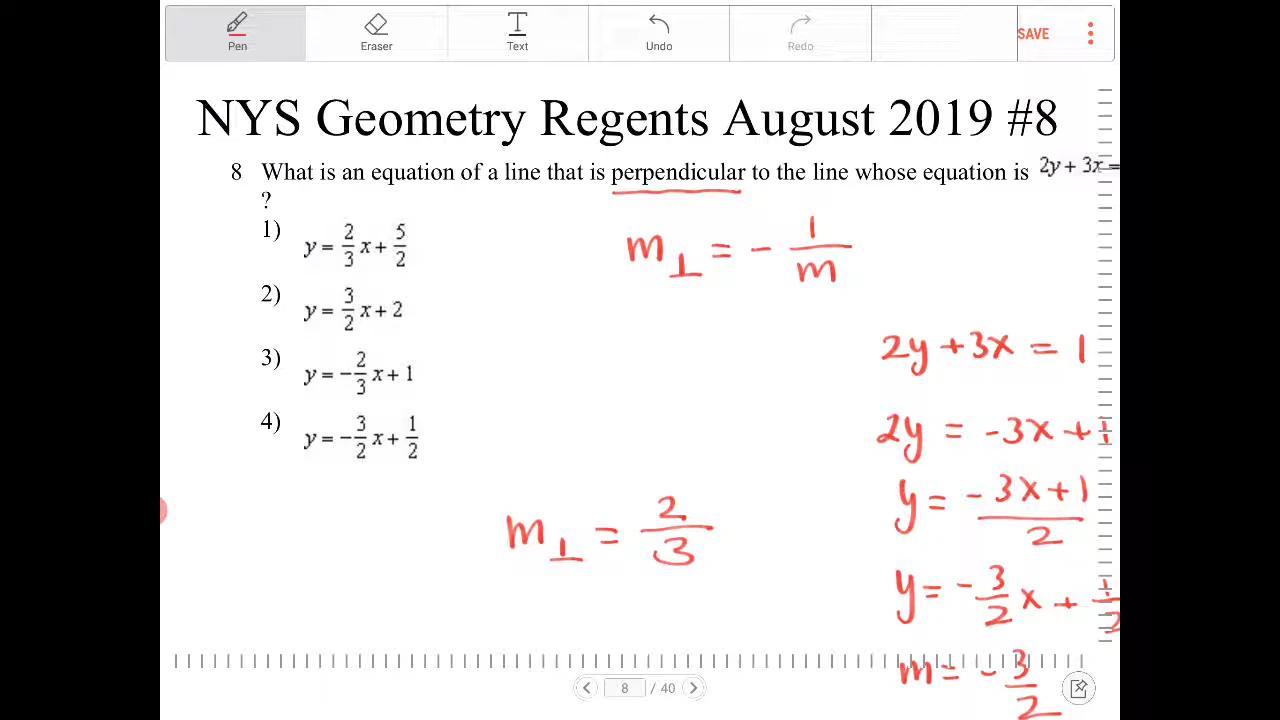 Pen Eraser Text Undo Redo SAVE
NYS Geometry Regents August 2019 #8
8 What is an equation of a line that is perpendicular to the line whose equation is 2y + 3x =
?
1) y = 2/3 x + 5/2
2) y = 3/2 x + 2
3) y = -2/3 x + 1
4) y = -3/2 x + 1/2
m⊥ = - 1/m
2y + 3x = 1
2y = -3x + 1
y = -3x+1 / 2
y = -3/2 x + 1/2
m = -3/2
m⊥ = 2/3
8 / 40